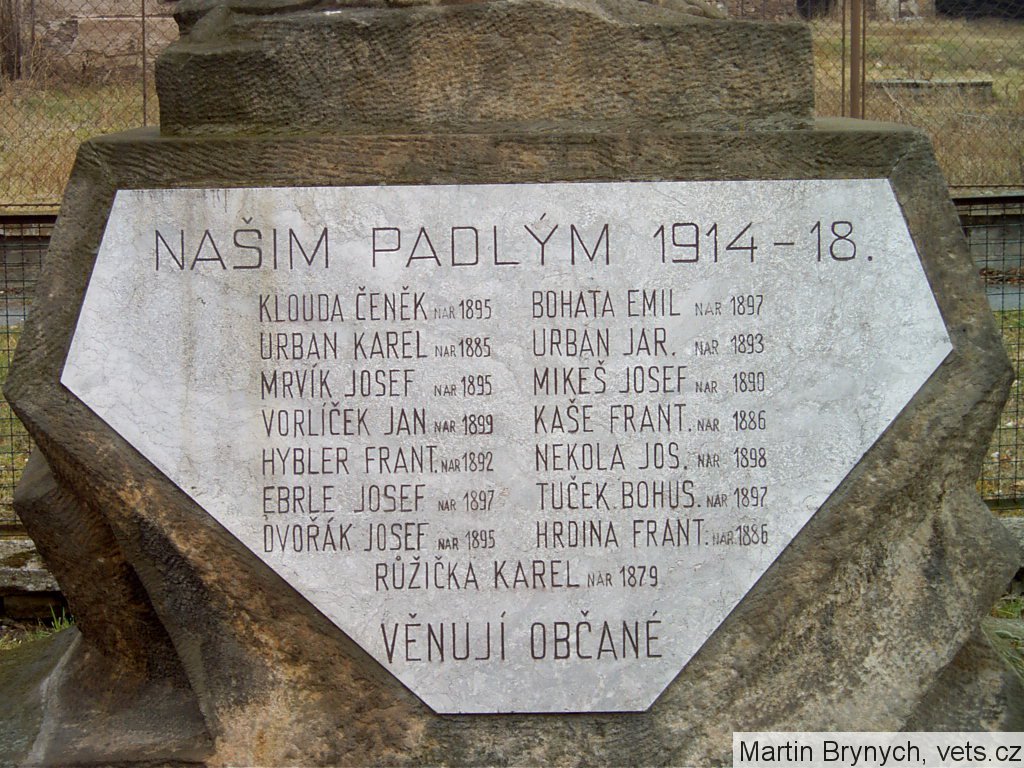 NAŠIM PADLÝM 1914-18.
KLOUDA ČENĚK NAR 1895 BOHATA EMIL NAR 1897
URBAN KAREL NAR 1885 URBAN JAR. NAR 1893
MRVÍK JOSEF NAR 1895 MIKEŠ JOSEF NAR 1890
VORLÍČEK JAN NAR 1899 KAŠE FRANT. NAR 1886
HYBLER FRANT. NAR 1892 NEKOLA JOS. NAR 1898
EBRLE JOSEF NAR 1897 TUČEK BOHUS. NAR 1897
DVOŘÁK JOSEF NAR 1895 HRDINA FRANT. NAR 1886
RŮŽIČKA KAREL NAR 1879
VĚNUJÍ OBČANÉ
Martin Brynych, vets.cz